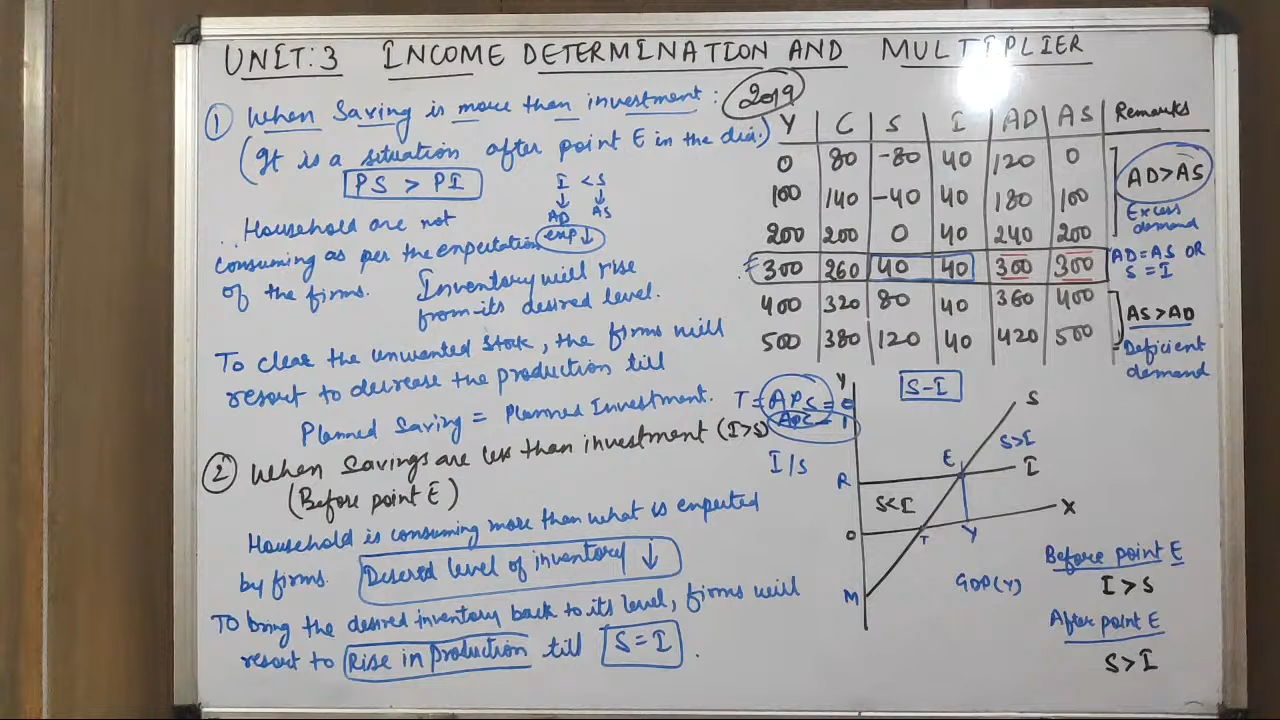 UNIT:3 INCOME DETERMINATION AND MULTIPLIER
① When Saving is more than investment: 2019
(It is a situation after point E in the dia.)
PS > PI
I < S
AD AS
emp ↓
∴ Household are not
consuming as per the enpectation
of the firms.
Inventory will rise
from its desired level.
To clear the unwanted stock, the firms will
resort to decrease the production till
Planned Saving = Planned Investment.
② When Savings are less than investment (I>S)
(Before point E)
Household is consuming more than what is enpected
by firms. Desired level of inventory ↓
To bring the desired inventory back to its level, firms will
resort to Rise in production till S = I.
Y C S I AD AS Remarks
0 80 -80 40 120 0
100 140 -40 40 180 100
200 200 0 40 240 200
300 260 40 40 300 300
400 320 80 40 360 400
500 380 120 40 420 500
AD>AS
Excess
demand
AD=AS OR
S = I
AS>AD
Deficient
demand
T = APS = 0
APC = 1
I/S
S-I
Y
S
S>I
E
I
R
S<I
X
O
T
Y
M
GDP(Y)
Before point E
I > S
After point E
S > I